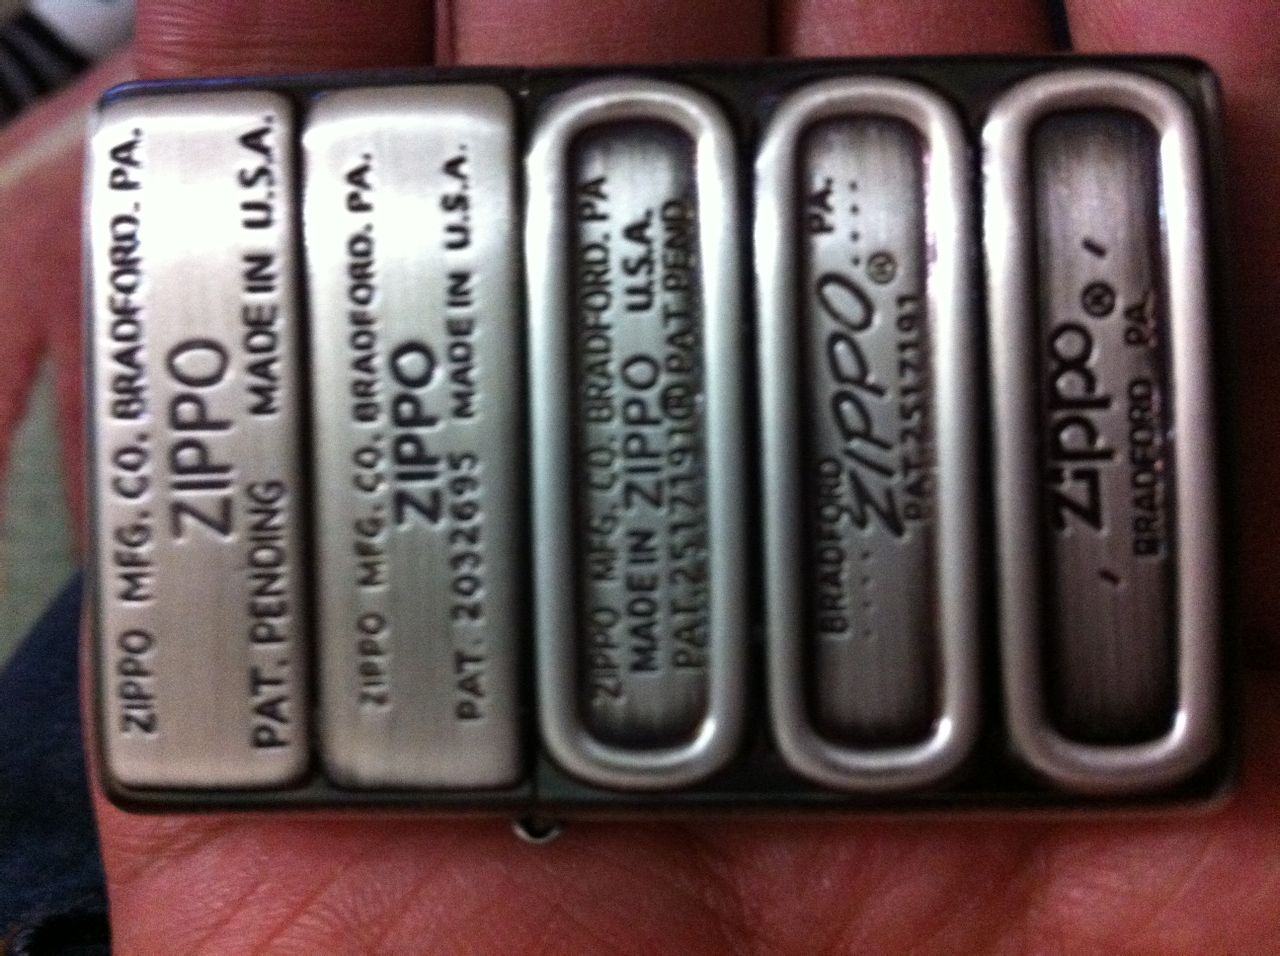 ZIPPO MFG. CO. BRADFORD. PA.
ZIPPO
PAT. PENDING MADE IN U.S.A.
ZIPPO MFG. CO. BRADFORD. PA.
ZIPPO
PAT. 2032695 MADE IN U.S.A.
ZIPPO MFG. CO. BRADFORD. PA
MADE IN ZIPPO U.S.A.
PAT. 2517191 ® PAT. PEND.
BRADFORD PA.
.... ZIPPO ....
PAT. 2517191 ®
' Zippo ® '
BRADFORD PA.